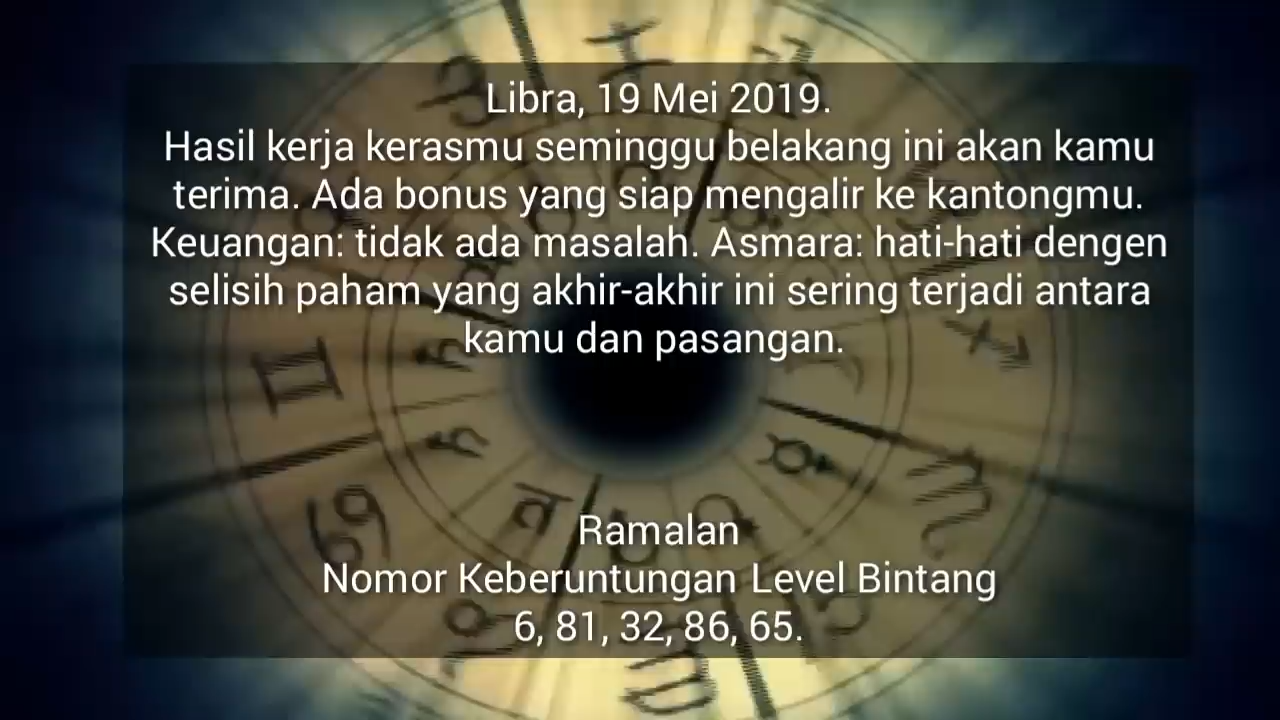 Libra, 19 Mei 2019.
Hasil kerja kerasmu seminggu belakang ini akan kamu
terima. Ada bonus yang siap mengalir ke kantongmu.
Keuangan: tidak ada masalah. Asmara: hati-hati dengen
selisih paham yang akhir-akhir ini sering terjadi antara
kamu dan pasangan.
Ramalan
Nomor Keberuntungan Level Bintang
6, 81, 32, 86, 65.